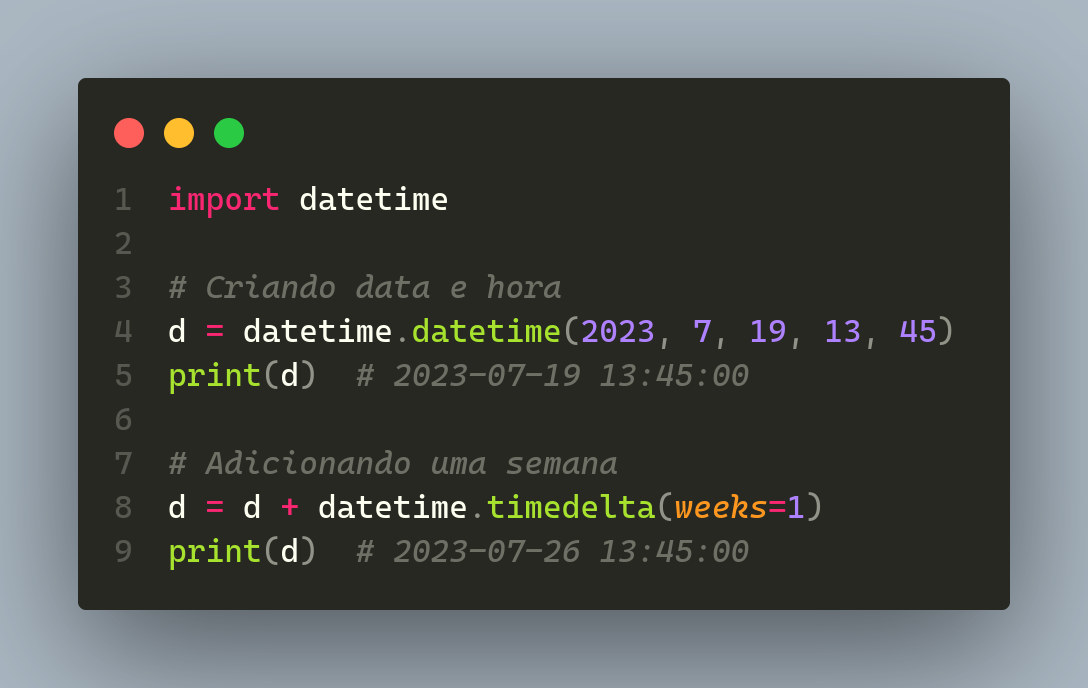 1 import datetime
2
3 # Criando data e hora
4 d = datetime.datetime(2023, 7, 19, 13, 45)
5 print(d)  # 2023-07-19 13:45:00
6
7 # Adicionando uma semana
8 d = d + datetime.timedelta(weeks=1)
9 print(d)  # 2023-07-26 13:45:00